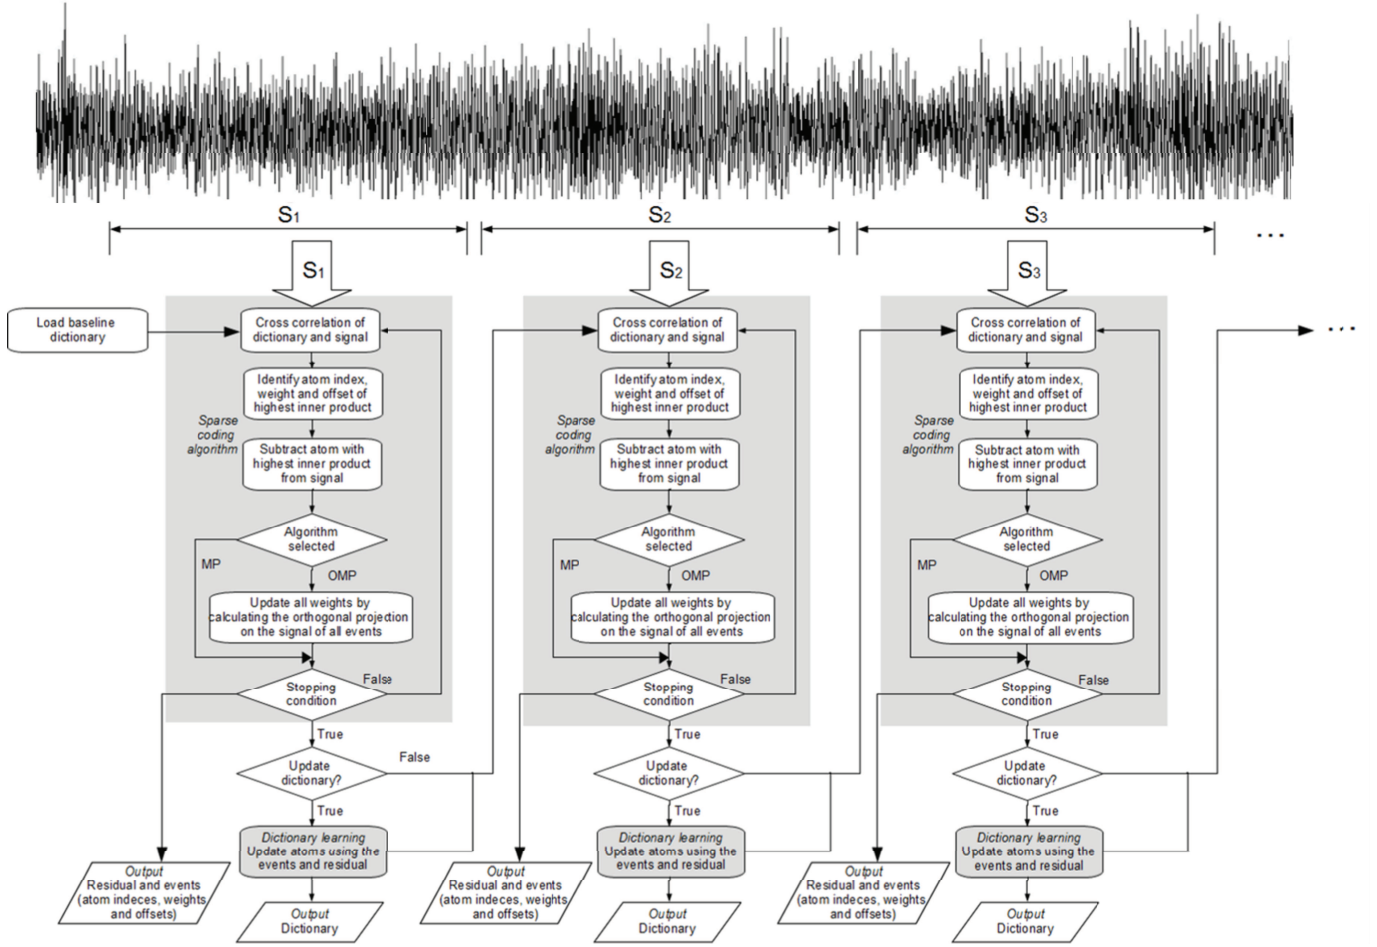 S1
S2
S3
...
S1
S2
S3
Load baseline
dictionary
Cross correlation of
dictionary and signal
Identify atom index,
weight and offset of
highest inner product
Sparse
coding
algorithm
Subtract atom with
highest inner product
from signal
Algorithm
selected
MP
OMP
Update all weights by
calculating the orthogonal projection
on the signal of all events
Stopping
condition
False
True
Update
dictionary?
False
True
Dictionary learning
Update atoms using the
events and residual
Output
Residual and events
(atom indeces, weights
and offsets)
Output
Dictionary
Cross correlation of
dictionary and signal
Identify atom index,
weight and offset of
highest inner product
Sparse
coding
algorithm
Subtract atom with
highest inner product
from signal
Algorithm
selected
MP
OMP
Update all weights by
calculating the orthogonal projection
on the signal of all events
Stopping
condition
False
True
Update
dictionary?
True
Dictionary learning
Update atoms using the
events and residual
Output
Residual and events
(atom indeces, weights
and offsets)
Output
Dictionary
Cross correlation of
dictionary and signal
Identify atom index,
weight and offset of
highest inner product
Sparse
coding
algorithm
Subtract atom with
highest inner product
from signal
Algorithm
selected
MP
OMP
Update all weights by
calculating the orthogonal projection
on the signal of all events
Stopping
condition
False
True
Update
dictionary?
True
Dictionary learning
Update atoms using the
events and residual
Output
Residual and events
(atom indeces, weights
and offsets)
Output
Dictionary
...